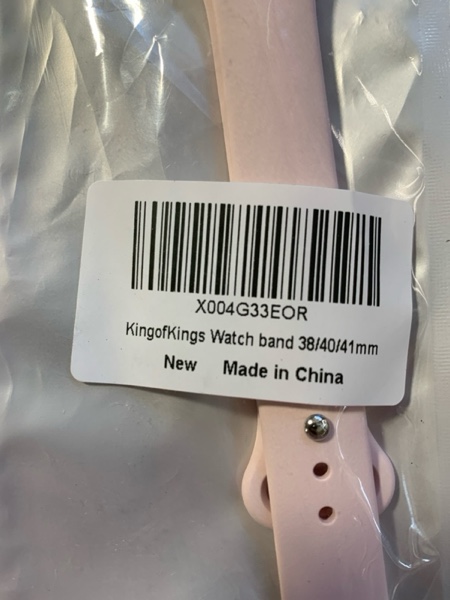 X004G33EOR
KingofKings Watch band 38/40/41mm
New Made in China